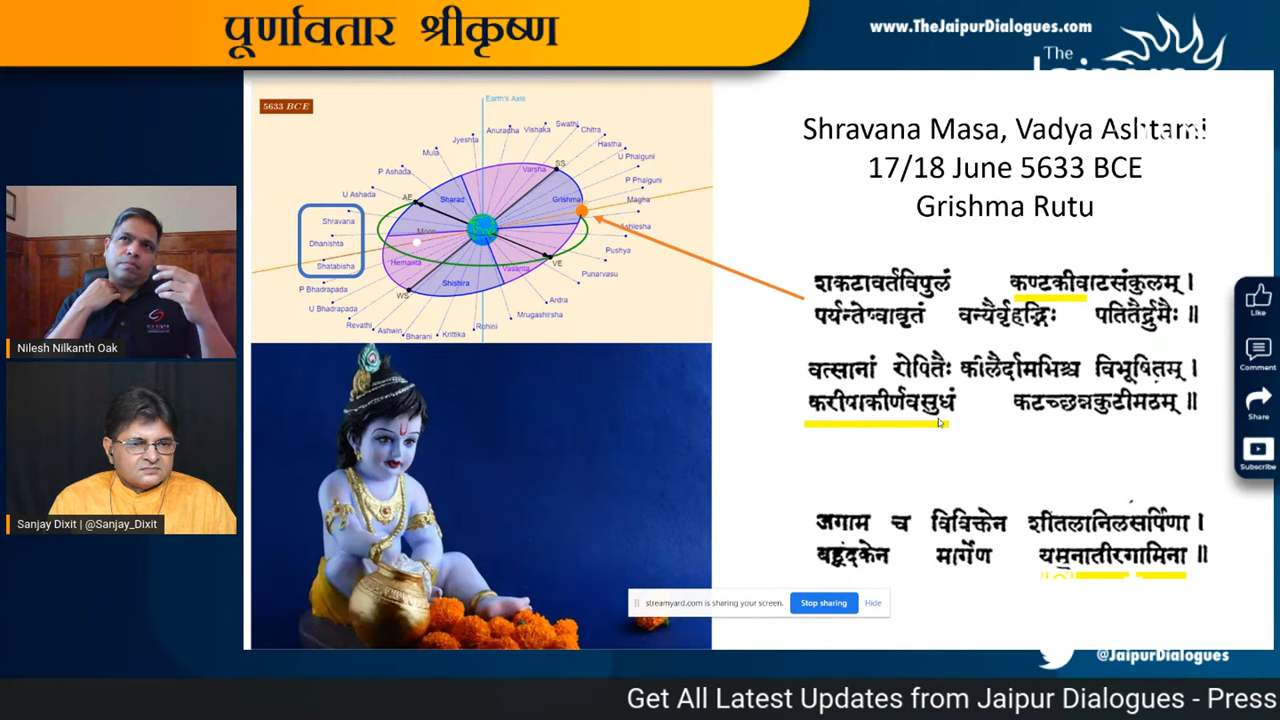 पूर्णावतार श्रीकृष्ण
www.TheJaipurDialogues.com
The
5633 BCE
Earth's Axis
Jyeshta
Anuradha
Vishaka
Swathi
Chitra
Hastha
U Phalguni
P Phalguni
Magha
Pushya
Punarvasu
Ardra
Mrugashirsha
Rohini
Krittika
Bharani
Ashwin
Revathi
U Bhadrapada
P Bhadrapada
Shatabisha
Dhanishta
Shravana
U Ashada
P Ashada
Mula
SS
AE
VE
WS
Varsha
Grishma
Sharad
Hemanta
Shishira
Vasanta
Moon
Shravana Masa, Vadya Ashtami
17/18 June 5633 BCE
Grishma Rutu
शकटावर्तविपुलं कण्टकीवाटसंकुलम् ।
पर्यन्तेष्वावृतं वन्यैर्वृहद्भिः पतितैर्द्रुमैः ॥
वत्सानां रोपितैः कीलैर्दामभिश्च विभूषितम् ।
करीषाकीर्णवसुधं कटच्छन्नकुटीमठम् ॥
जगाम च विविक्तेन शीतलानिलसर्पिणा ।
बहूदकेन मार्गेण यमुनातीरगामिना ॥
Nilesh Nilkanth Oak
Sanjay Dixit | @Sanjay_Dixit
Like
Comment
Share
Subscribe
streamyard.com is sharing your screen.
Stop sharing
Hide
@JaipurDialogues
Get All Latest Updates from Jaipur Dialogues - Press